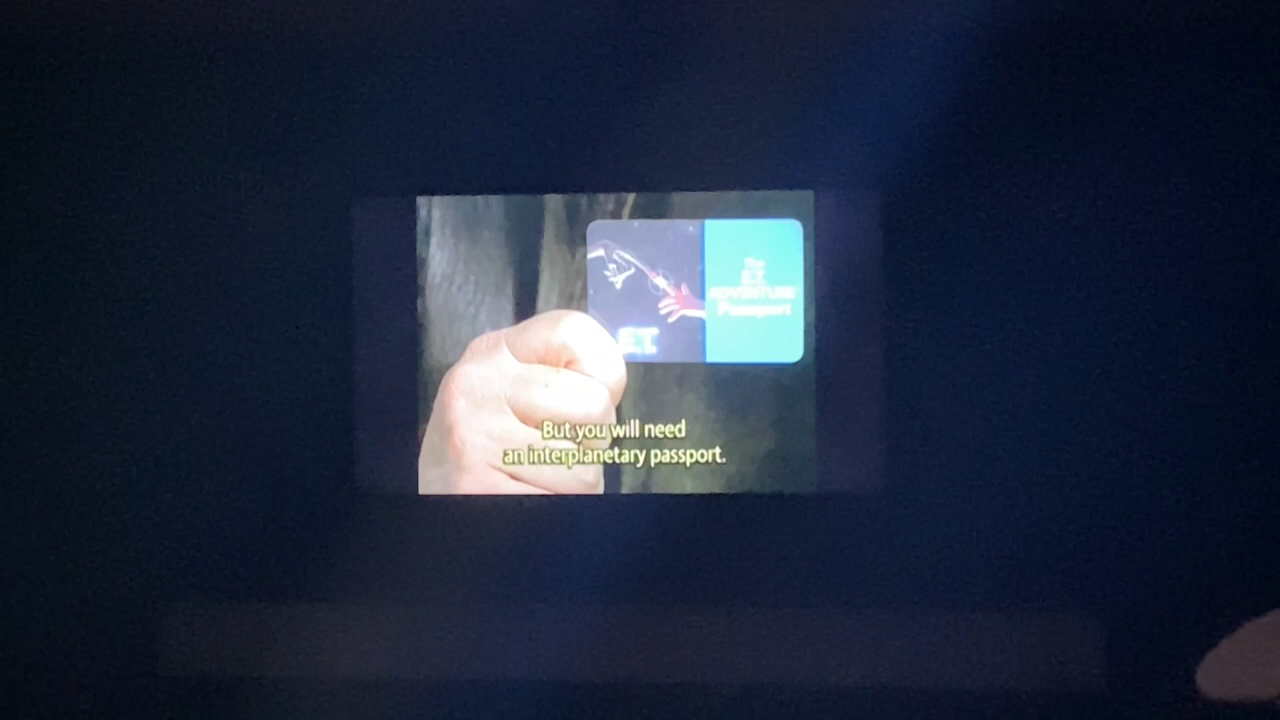 The
E.T.
ADVENTURE
Passport
E.T.
But you will need
an interplanetary passport.